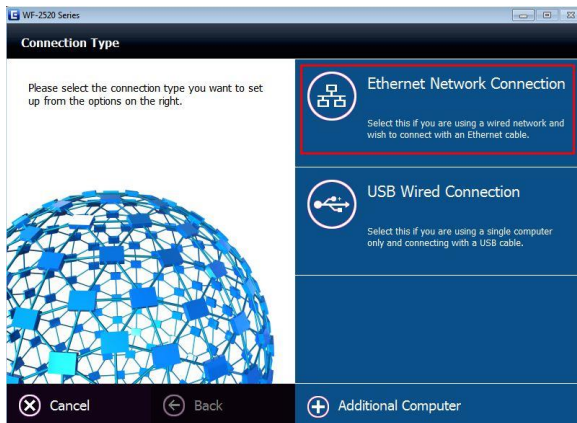 E WF-2520 Series
Connection Type
Please select the connection type you want to set
up from the options on the right.
Ethernet Network Connection
Select this if you are using a wired network and
wish to connect with an Ethernet cable.
USB Wired Connection
Select this if you are using a single computer
only and connecting with a USB cable.
Cancel
Back
Additional Computer